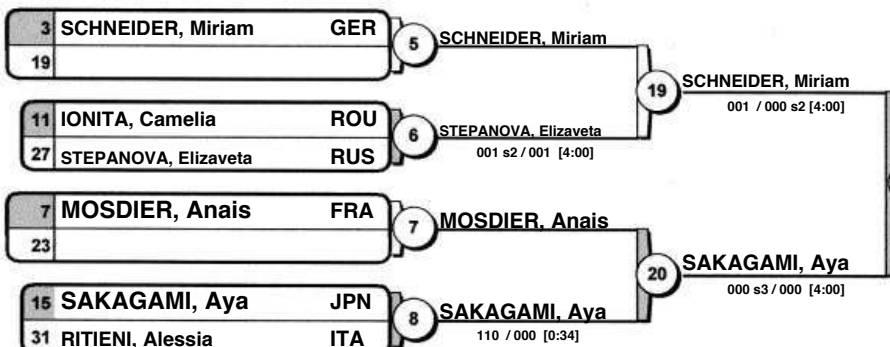 3 SCHNEIDER, Miriam GER
19
5
SCHNEIDER, Miriam
11 IONITA, Camelia ROU
27 STEPANOVA, Elizaveta RUS
6
STEPANOVA, Elizaveta
001 s2 / 001 [4:00]
19
SCHNEIDER, Miriam
001 / 000 s2 [4:00]
7 MOSDIER, Anais FRA
23
7
MOSDIER, Anais
15 SAKAGAMI, Aya JPN
31 RITIENI, Alessia ITA
8
SAKAGAMI, Aya
110 / 000 [0:34]
20
SAKAGAMI, Aya
000 s3 / 000 [4:00]